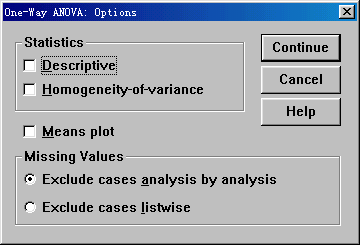 One-Way ANOVA: Options
Statistics
Descriptive
Homogeneity-of-variance
Means plot
Missing Values
Exclude cases analysis by analysis
Exclude cases listwise
Continue
Cancel
Help